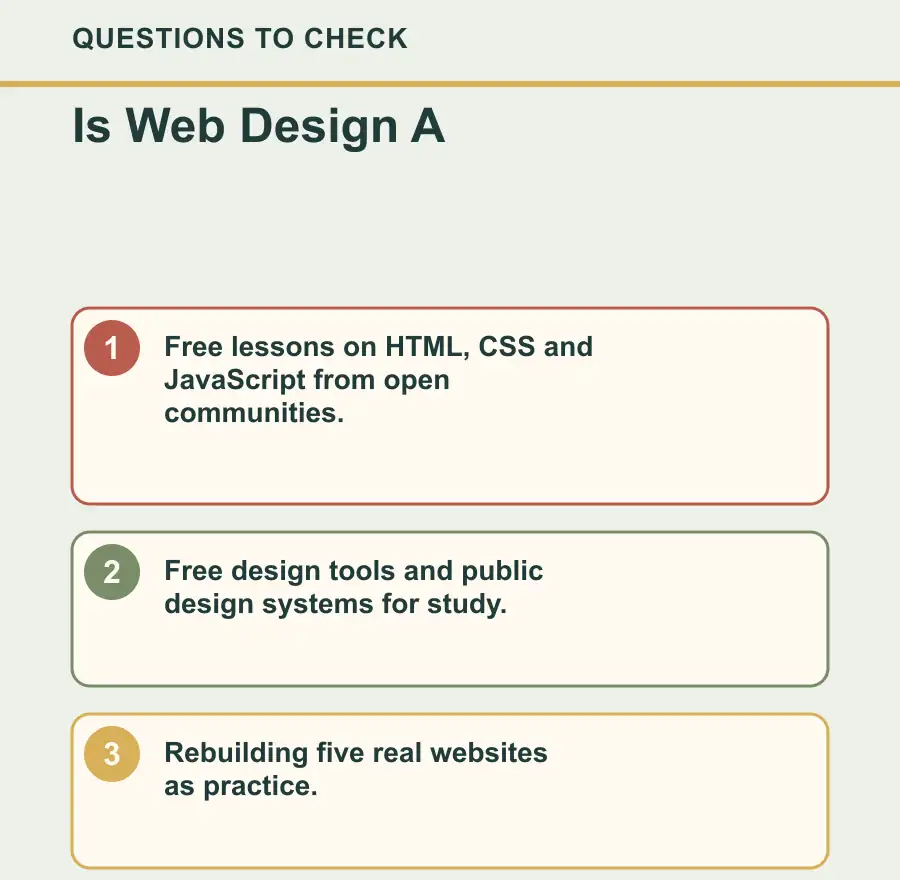 QUESTIONS TO CHECK
Is Web Design A
1
Free lessons on HTML, CSS and
JavaScript from open
communities.
2
Free design tools and public
design systems for study.
3
Rebuilding five real websites
as practice.